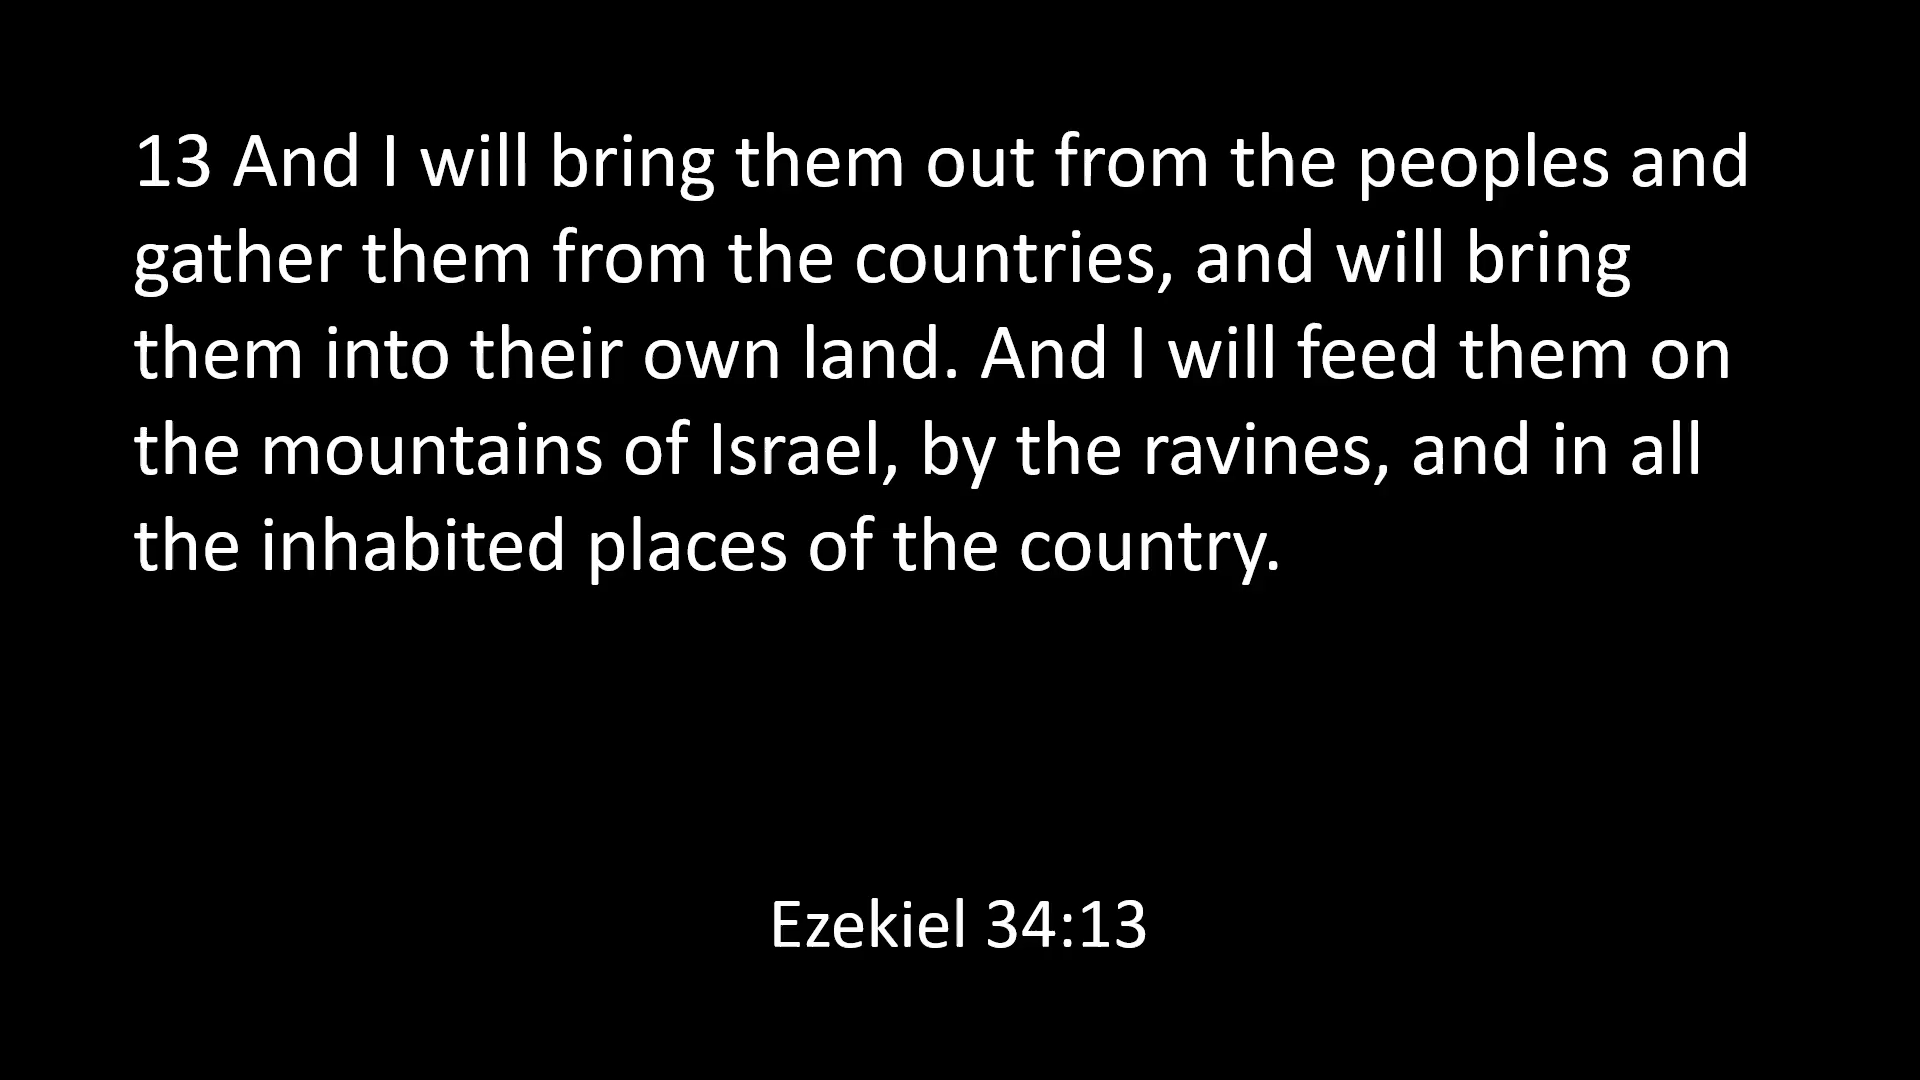 13 And I will bring them out from the peoples and
gather them from the countries, and will bring
them into their own land. And I will feed them on
the mountains of Israel, by the ravines, and in all
the inhabited places of the country.
Ezekiel 34:13